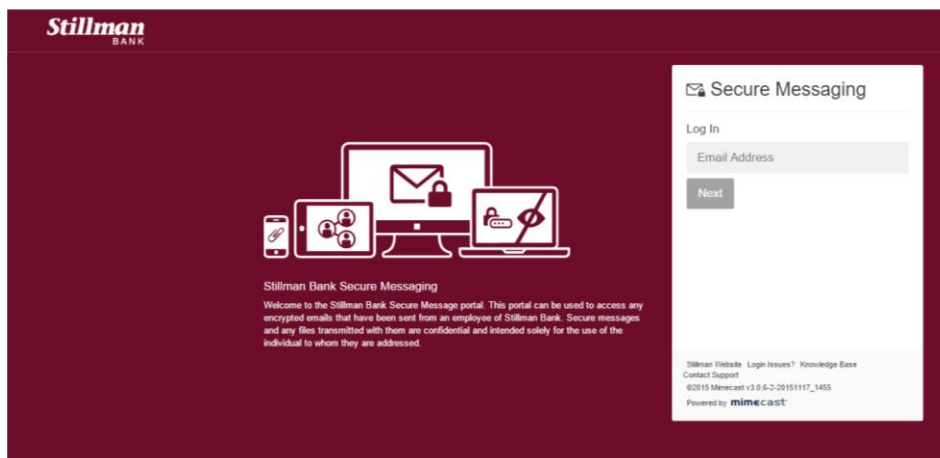 Stillman
BANK
Secure Messaging
Log In
Email Address
Next
Stillman Bank Secure Messaging
Welcome to the Stillman Bank Secure Message portal. This portal can be used to access any
encrypted emails that have been sent from an employee of Stillman Bank. Secure messages
and any files transmitted with them are confidential and intended solely for the use of the
individual to whom they are addressed.
Stillman Website Login Issues? Knowledge Base
Contact Support
©2015 Mimecast v3.0.6-2-20151117_1455
Powered by mimecast